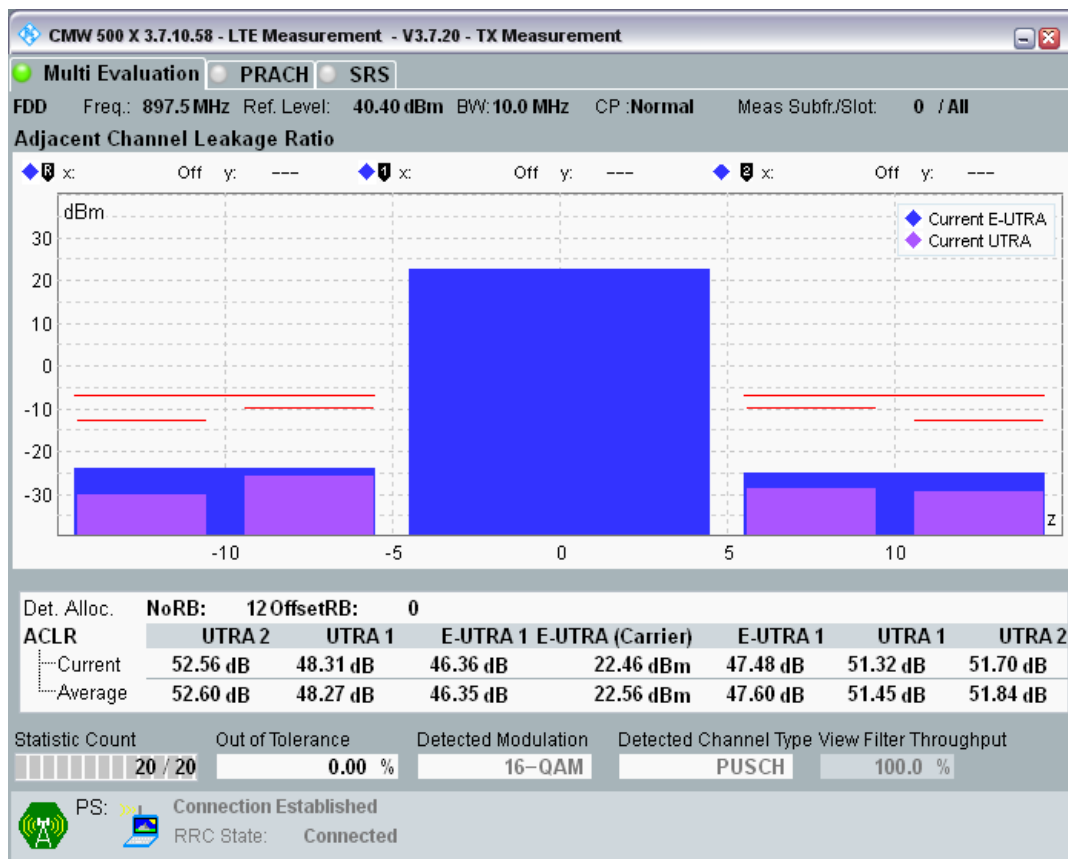 CMW 500 X 3.7.10.58 - LTE Measurement - V3.7.20 - TX Measurement
Multi Evaluation PRACH SRS
FDD Freq.: 897.5 MHz Ref. Level: 40.40 dBm BW: 10.0 MHz CP :Normal Meas Subfr./Slot: 0 / All
Adjacent Channel Leakage Ratio
R x: Off y: --- 1 x: Off y: --- 2 x: Off y: ---
dBm
Current E-UTRA
Current UTRA
30
20
10
0
-10
-20
-30
z
-10 -5 0 5 10
Det. Alloc. NoRB: 12 OffsetRB: 0
ACLR UTRA 2 UTRA 1 E-UTRA 1 E-UTRA (Carrier) E-UTRA 1 UTRA 1 UTRA 2
Current 52.56 dB 48.31 dB 46.36 dB 22.46 dBm 47.48 dB 51.32 dB 51.70 dB
Average 52.60 dB 48.27 dB 46.35 dB 22.56 dBm 47.60 dB 51.45 dB 51.84 dB
Statistic Count Out of Tolerance Detected Modulation Detected Channel Type View Filter Throughput
20 / 20 0.00 % 16-QAM PUSCH 100.0 %
PS: Connection Established
RRC State: Connected